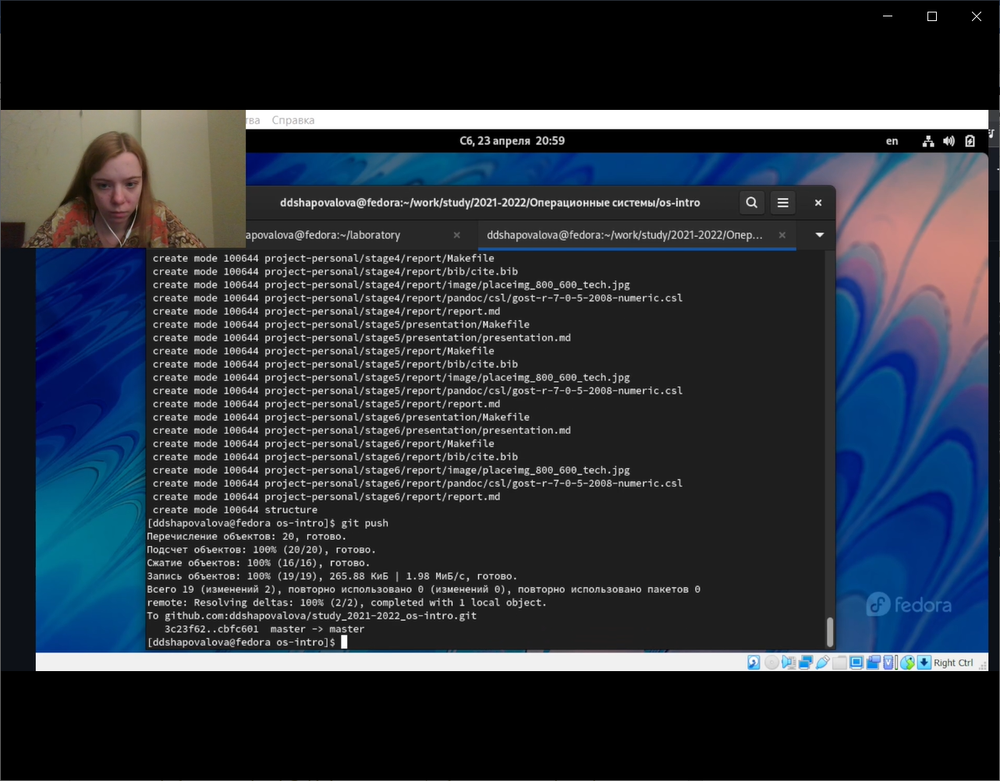 тва Справка
Сб, 23 апреля 20:59
en
ddshapovalova@fedora:~/work/study/2021-2022/Операционные системы/os-intro
apovalova@fedora:~/laboratory
ddshapovalova@fedora:~/work/study/2021-2022/Опер...
create mode 100644 project-personal/stage4/report/Makefile
create mode 100644 project-personal/stage4/report/bib/cite.bib
create mode 100644 project-personal/stage4/report/image/placeimg_800_600_tech.jpg
create mode 100644 project-personal/stage4/report/pandoc/csl/gost-r-7-0-5-2008-numeric.csl
create mode 100644 project-personal/stage4/report/report.md
create mode 100644 project-personal/stage5/presentation/Makefile
create mode 100644 project-personal/stage5/presentation/presentation.md
create mode 100644 project-personal/stage5/report/Makefile
create mode 100644 project-personal/stage5/report/bib/cite.bib
create mode 100644 project-personal/stage5/report/image/placeimg_800_600_tech.jpg
create mode 100644 project-personal/stage5/report/pandoc/csl/gost-r-7-0-5-2008-numeric.csl
create mode 100644 project-personal/stage5/report/report.md
create mode 100644 project-personal/stage6/presentation/Makefile
create mode 100644 project-personal/stage6/presentation/presentation.md
create mode 100644 project-personal/stage6/report/Makefile
create mode 100644 project-personal/stage6/report/bib/cite.bib
create mode 100644 project-personal/stage6/report/image/placeimg_800_600_tech.jpg
create mode 100644 project-personal/stage6/report/pandoc/csl/gost-r-7-0-5-2008-numeric.csl
create mode 100644 project-personal/stage6/report/report.md
create mode 100644 structure
[ddshapovalova@fedora os-intro]$ git push
Перечисление объектов: 20, готово.
Подсчет объектов: 100% (20/20), готово.
Сжатие объектов: 100% (16/16), готово.
Запись объектов: 100% (19/19), 265.88 КиБ | 1.98 МиБ/с, готово.
Всего 19 (изменений 2), повторно использовано 0 (изменений 0), повторно использовано пакетов 0
remote: Resolving deltas: 100% (2/2), completed with 1 local object.
To github.com:ddshapovalova/study_2021-2022_os-intro.git
3c23f62..cbfc601 master -> master
[ddshapovalova@fedora os-intro]$
fedora
Right Ctrl